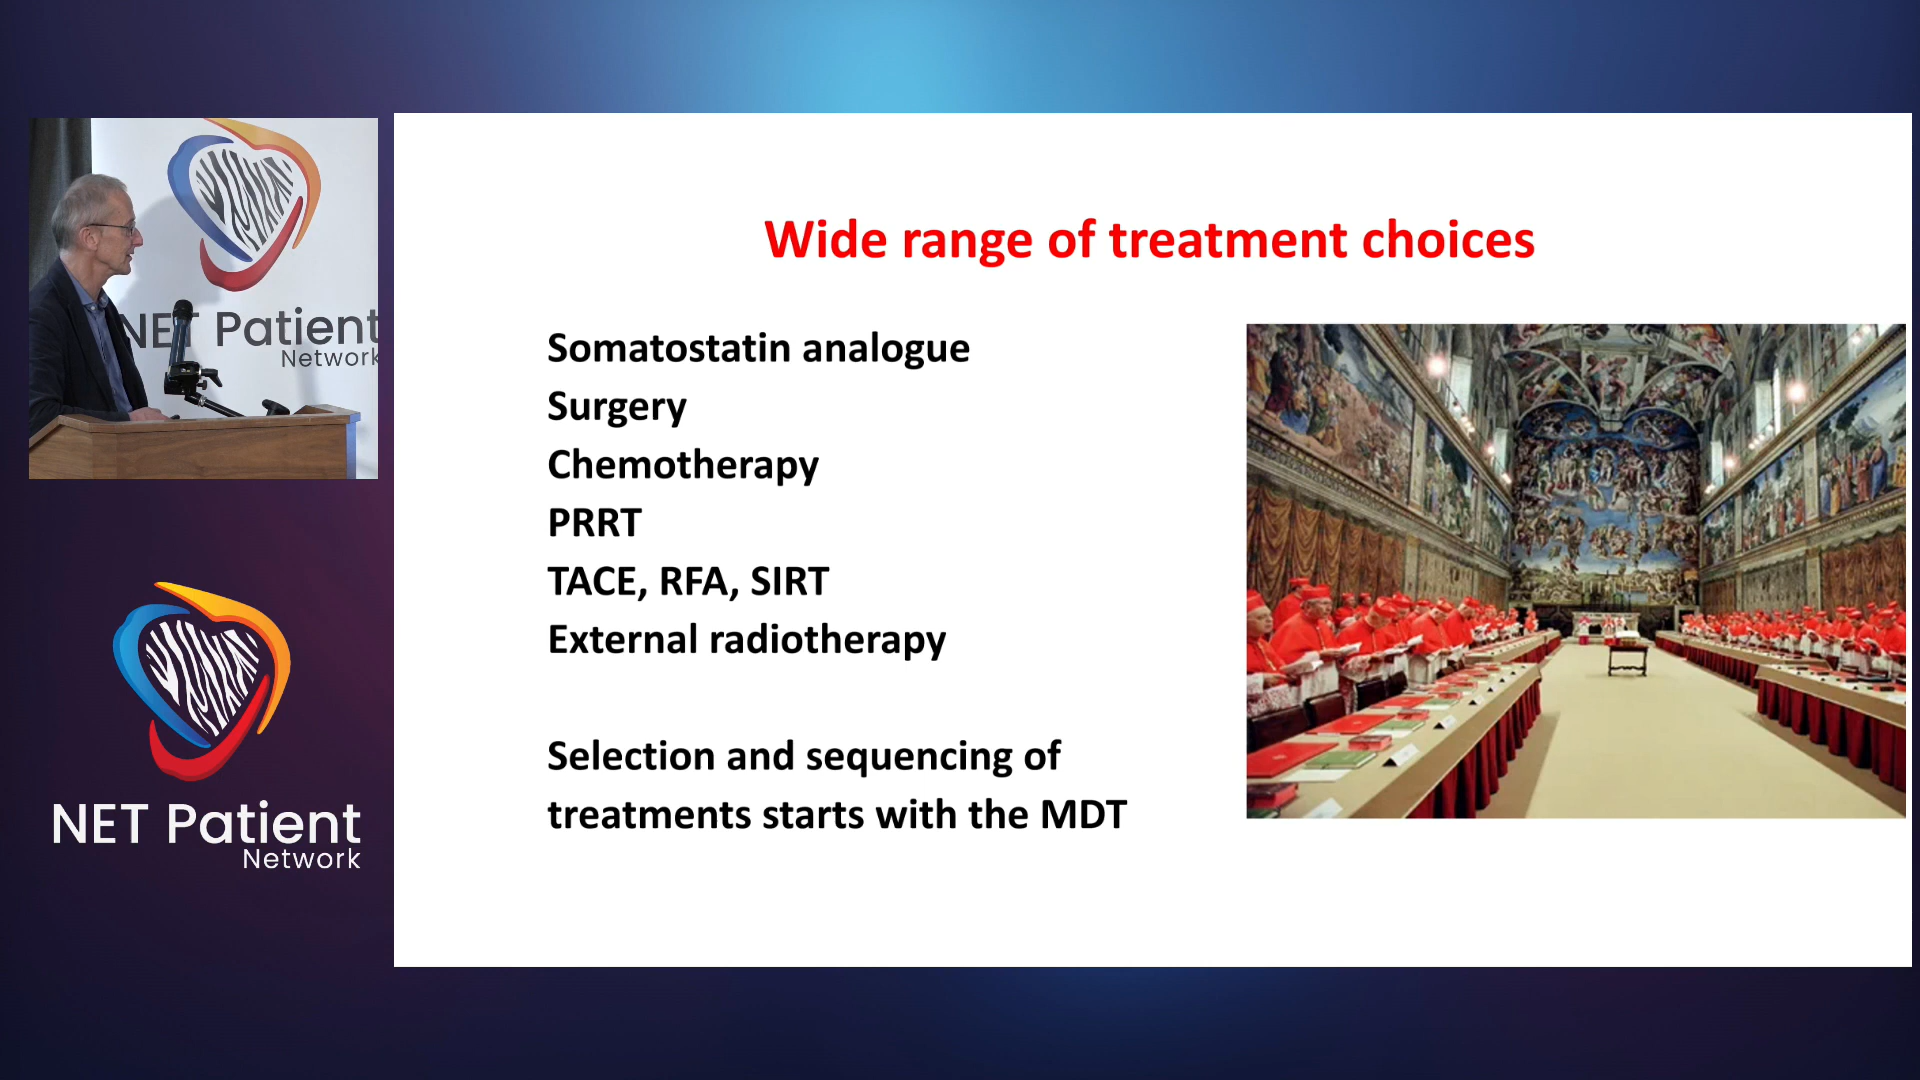 NET Patient
Network
Wide range of treatment choices
Somatostatin analogue
Surgery
Chemotherapy
PRRT
TACE, RFA, SIRT
External radiotherapy
Selection and sequencing of
treatments starts with the MDT
NET Patient
Network